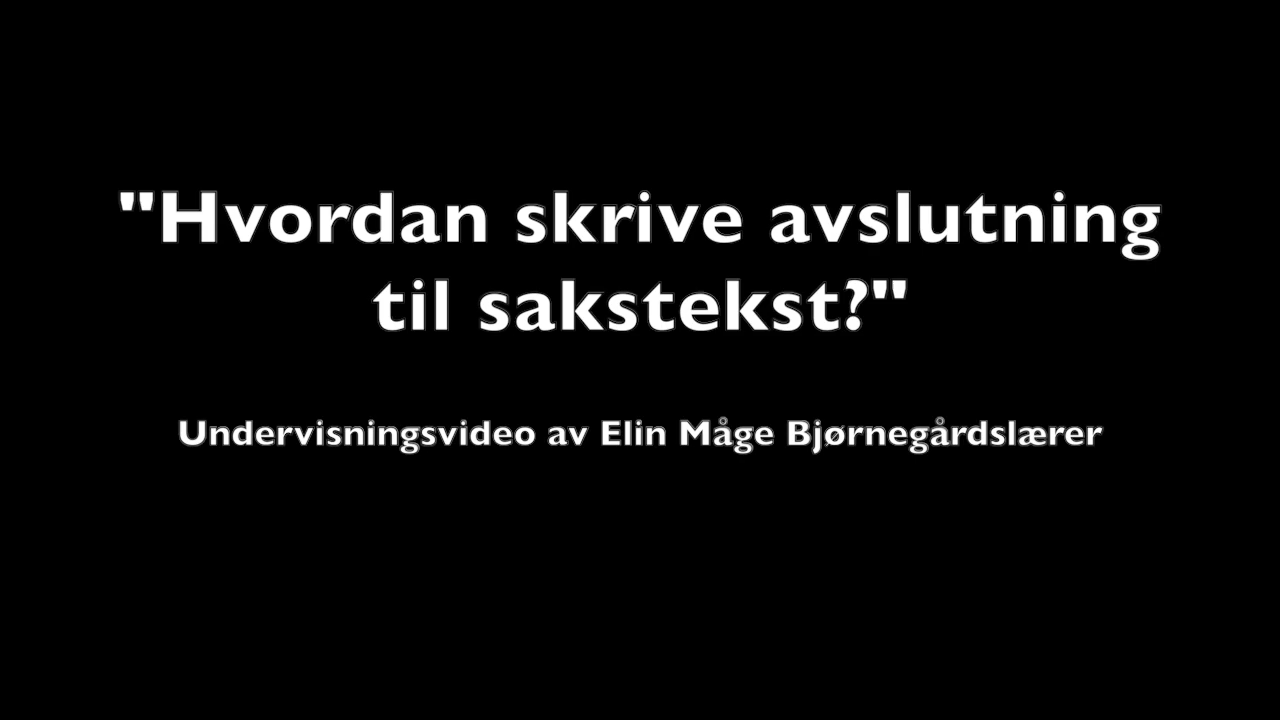 "Hvordan skrive avslutning
til sakstekst?"
Undervisningsvideo av Elin Måge Bjørnegårdslærer